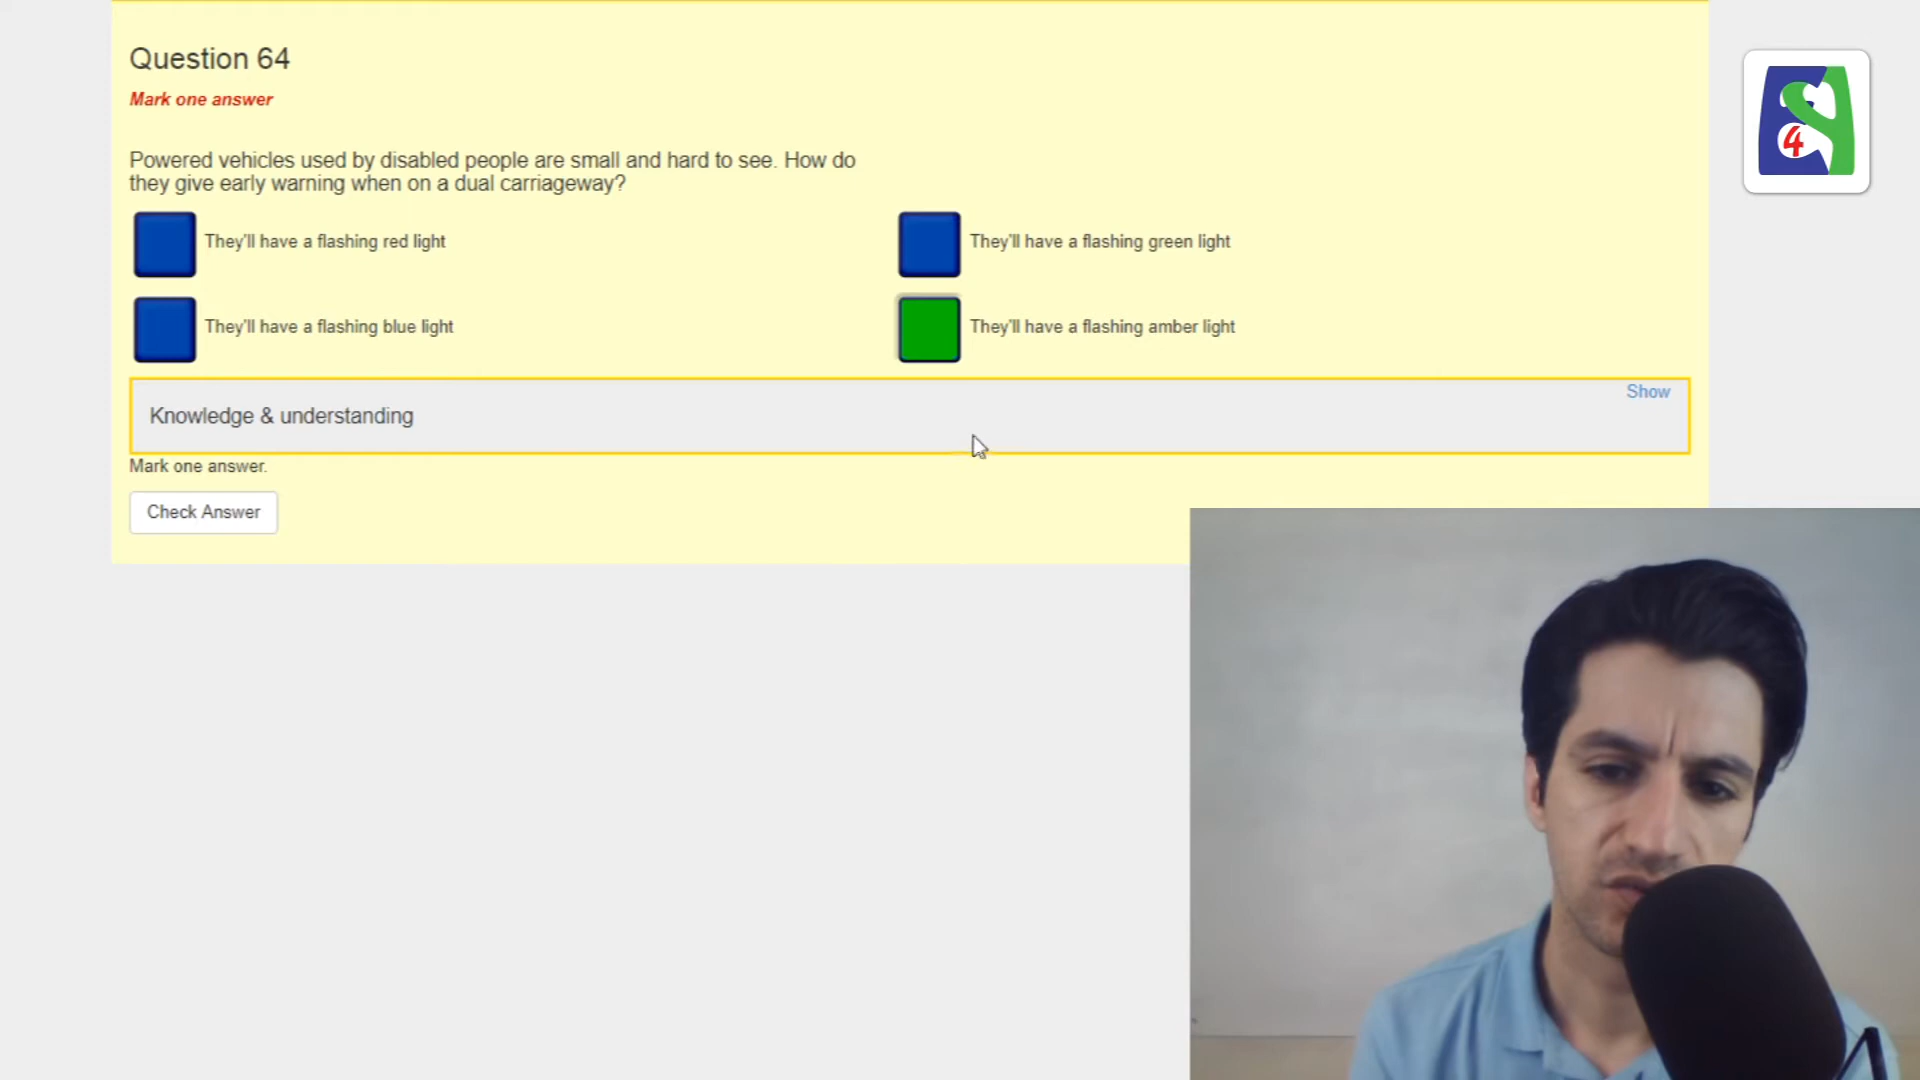 Question 64
Mark one answer
Powered vehicles used by disabled people are small and hard to see. How do
they give early warning when on a dual carriageway?
They'll have a flashing red light
They'll have a flashing green light
They'll have a flashing blue light
They'll have a flashing amber light
Show
Knowledge & understanding
Mark one answer.
Check Answer
4